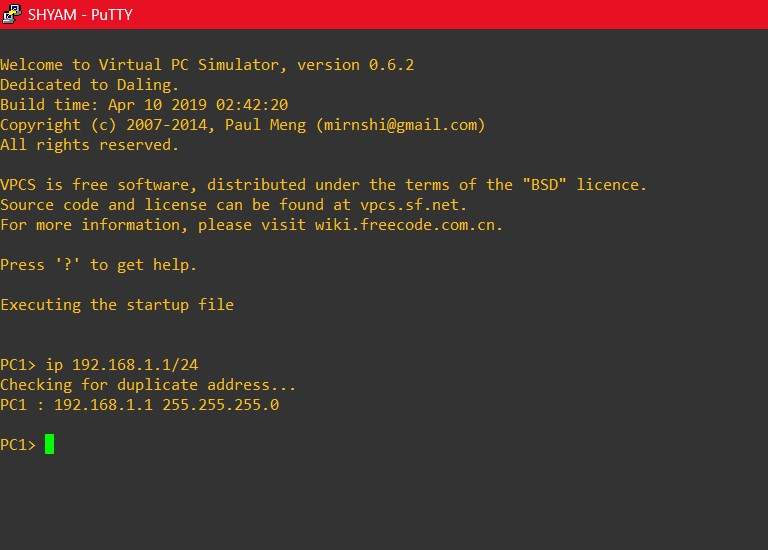 SHYAM - PuTTY
Welcome to Virtual PC Simulator, version 0.6.2
Dedicated to Daling.
Build time: Apr 10 2019 02:42:20
Copyright (c) 2007-2014, Paul Meng (mirnshi@gmail.com)
All rights reserved.
VPCS is free software, distributed under the terms of the "BSD" licence.
Source code and license can be found at vpcs.sf.net.
For more information, please visit wiki.freecode.com.cn.
Press '?' to get help.
Executing the startup file
PC1> ip 192.168.1.1/24
Checking for duplicate address...
PC1 : 192.168.1.1 255.255.255.0
PC1>